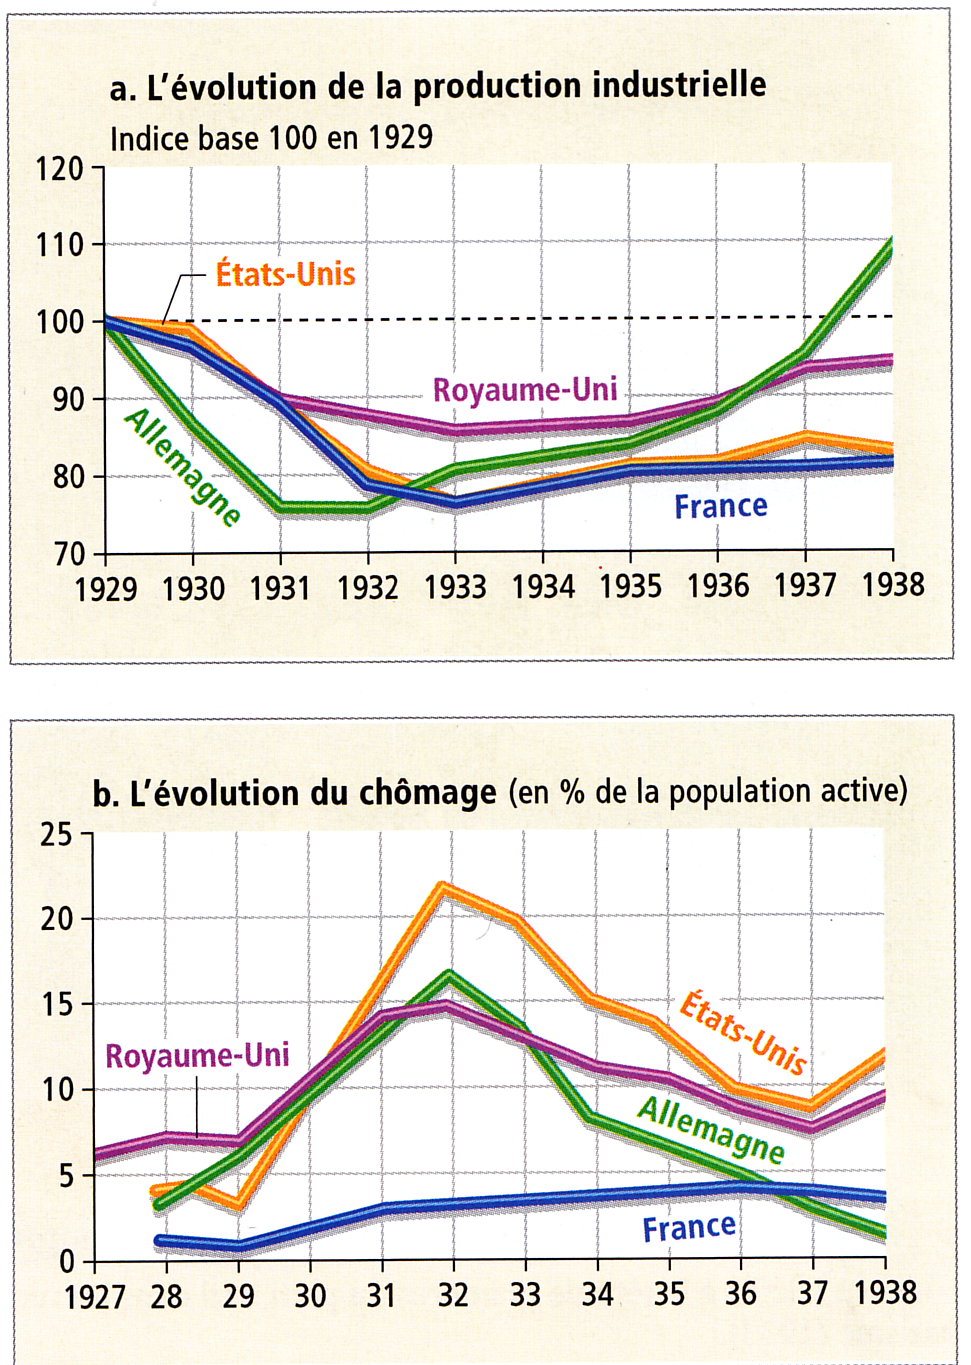 a. L'évolution de la production industrielle
Indice base 100 en 1929
120
110
États-Unis
100
Royaume-Uni
90
Allemagne
80
France
70
1929 1930 1931 1932 1933 1934 1935 1936 1937 1938
b. L'évolution du chômage (en % de la population active)
25
20
15
États-Unis
Royaume-Uni
10
Allemagne
5
France
0
1927 28 29 30 31 32 33 34 35 36 37 1938